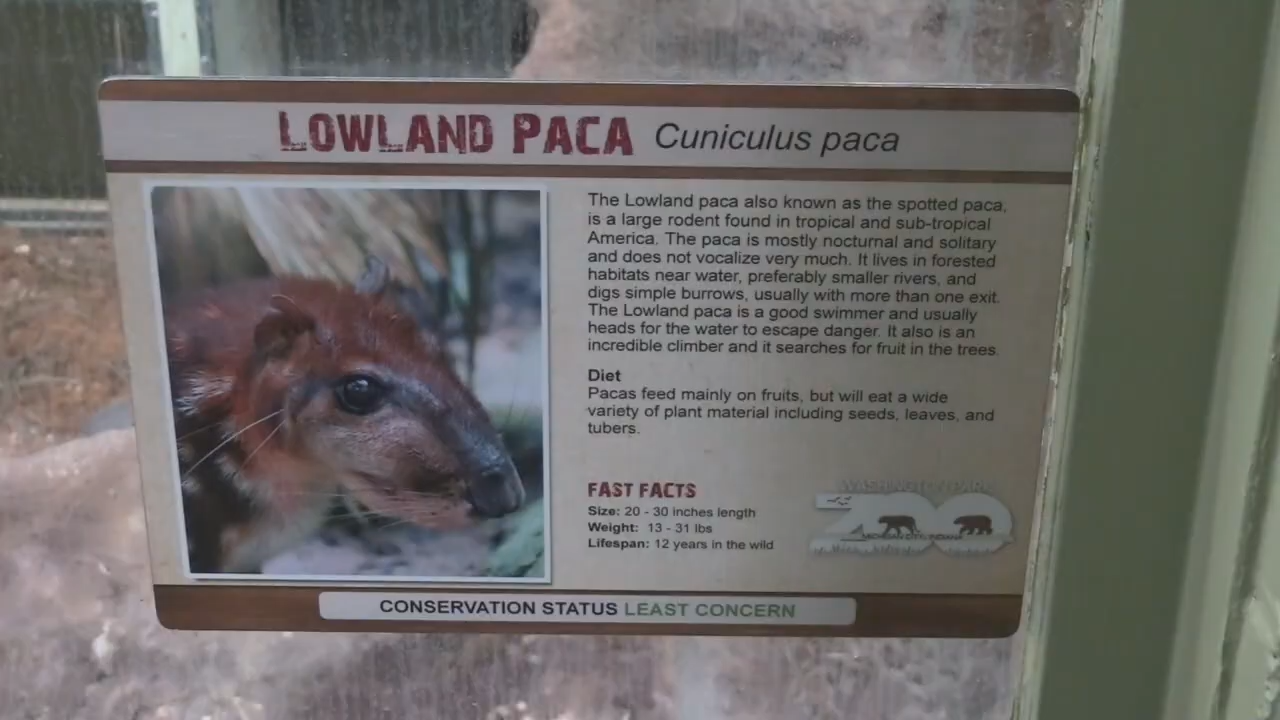 LOWLAND PACA Cuniculus paca
The Lowland paca also known as the spotted paca,
is a large rodent found in tropical and sub-tropical
America. The paca is mostly nocturnal and solitary
and does not vocalize very much. It lives in forested
habitats near water, preferably smaller rivers, and
digs simple burrows, usually with more than one exit.
The Lowland paca is a good swimmer and usually
heads for the water to escape danger. It also is an
incredible climber and it searches for fruit in the trees.
Diet
Pacas feed mainly on fruits, but will eat a wide
variety of plant material including seeds, leaves, and
tubers.
FAST FACTS
Size: 20 - 30 inches length
Weight: 13 - 31 lbs
Lifespan: 12 years in the wild
WASHINGTON PARK
ZOO
MICHIGAN CITY, INDIANA
CONSERVATION STATUS LEAST CONCERN